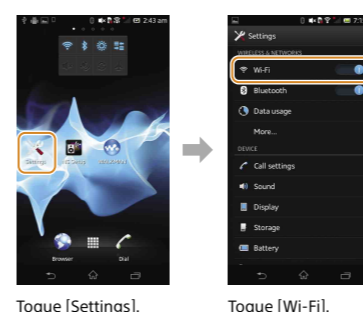 2:43 am
Settings
Browser
Dial
Toque [Settings].
Settings
WIRELESS & NETWORKS
Wi-Fi
Bluetooth
Data usage
More...
DEVICE
Call settings
Sound
Display
Storage
Battery
Toque [Wi-Fi].